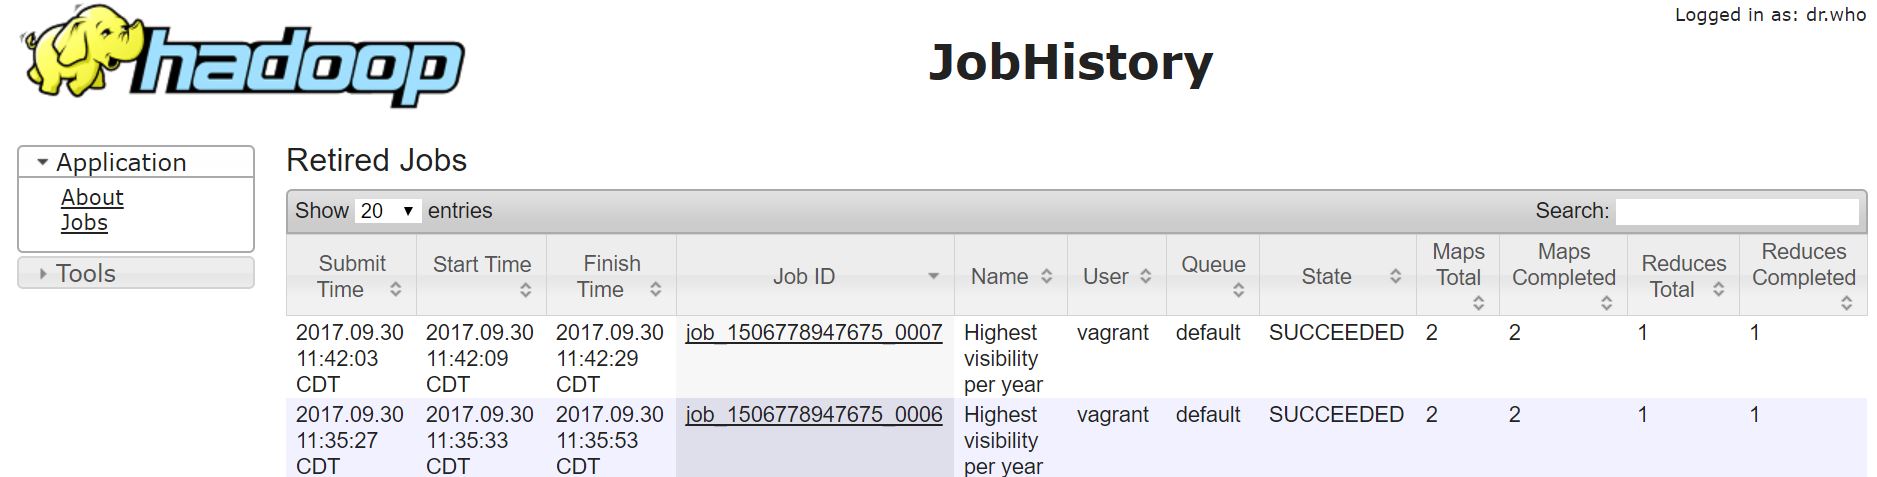 Logged in as: dr.who
hadoop
JobHistory
Application
About
Jobs
Tools
Retired Jobs
Show 20 entries
Search:
Submit Time
Start Time
Finish Time
Job ID
Name
User
Queue
State
Maps Total
Maps Completed
Reduces Total
Reduces Completed
2017.09.30 11:42:03 CDT
2017.09.30 11:42:09 CDT
2017.09.30 11:42:29 CDT
job_1506778947675_0007
Highest visibility per year
vagrant
default
SUCCEEDED
2
2
1
1
2017.09.30 11:35:27 CDT
2017.09.30 11:35:33 CDT
2017.09.30 11:35:53 CDT
job_1506778947675_0006
Highest visibility per year
vagrant
default
SUCCEEDED
2
2
1
1